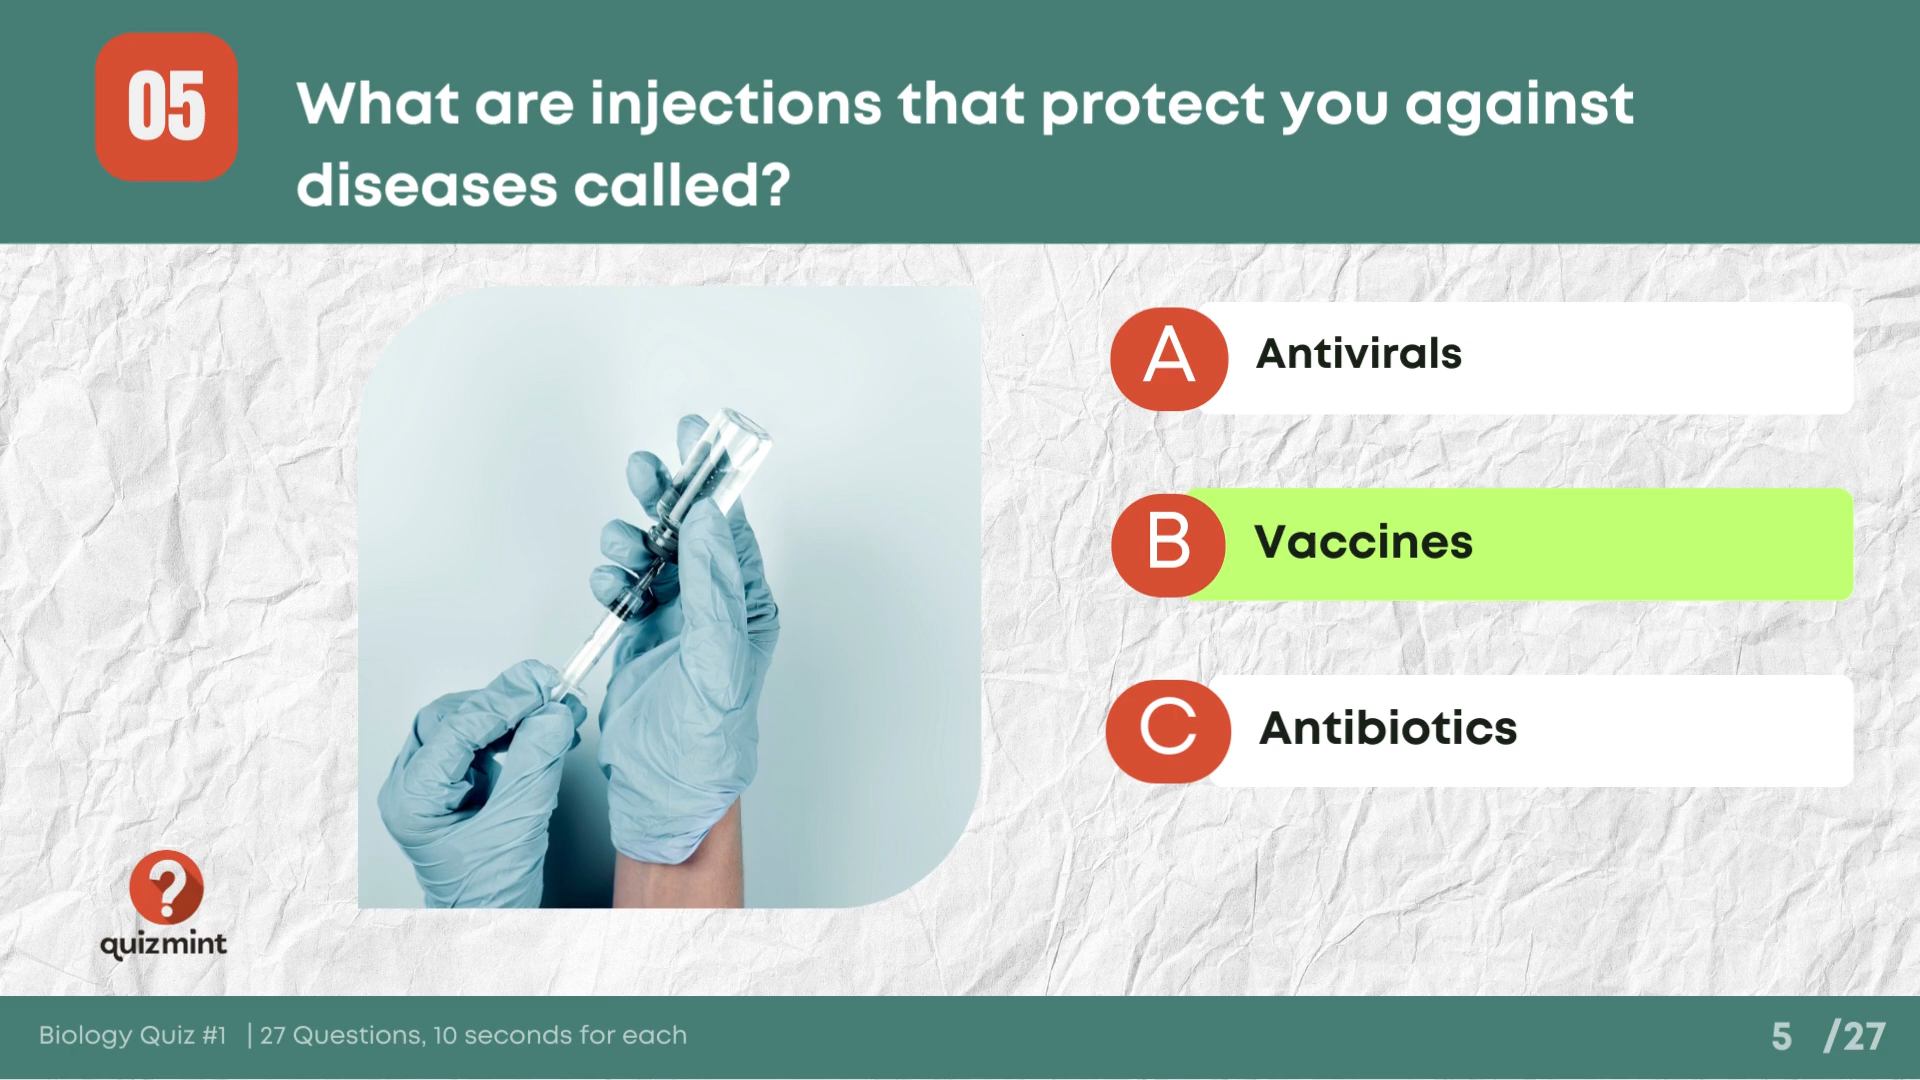 05
What are injections that protect you against
diseases called?
A
Antivirals
B
Vaccines
C
Antibiotics
?
quizmint
Biology Quiz #1 | 27 Questions, 10 seconds for each
5 /27